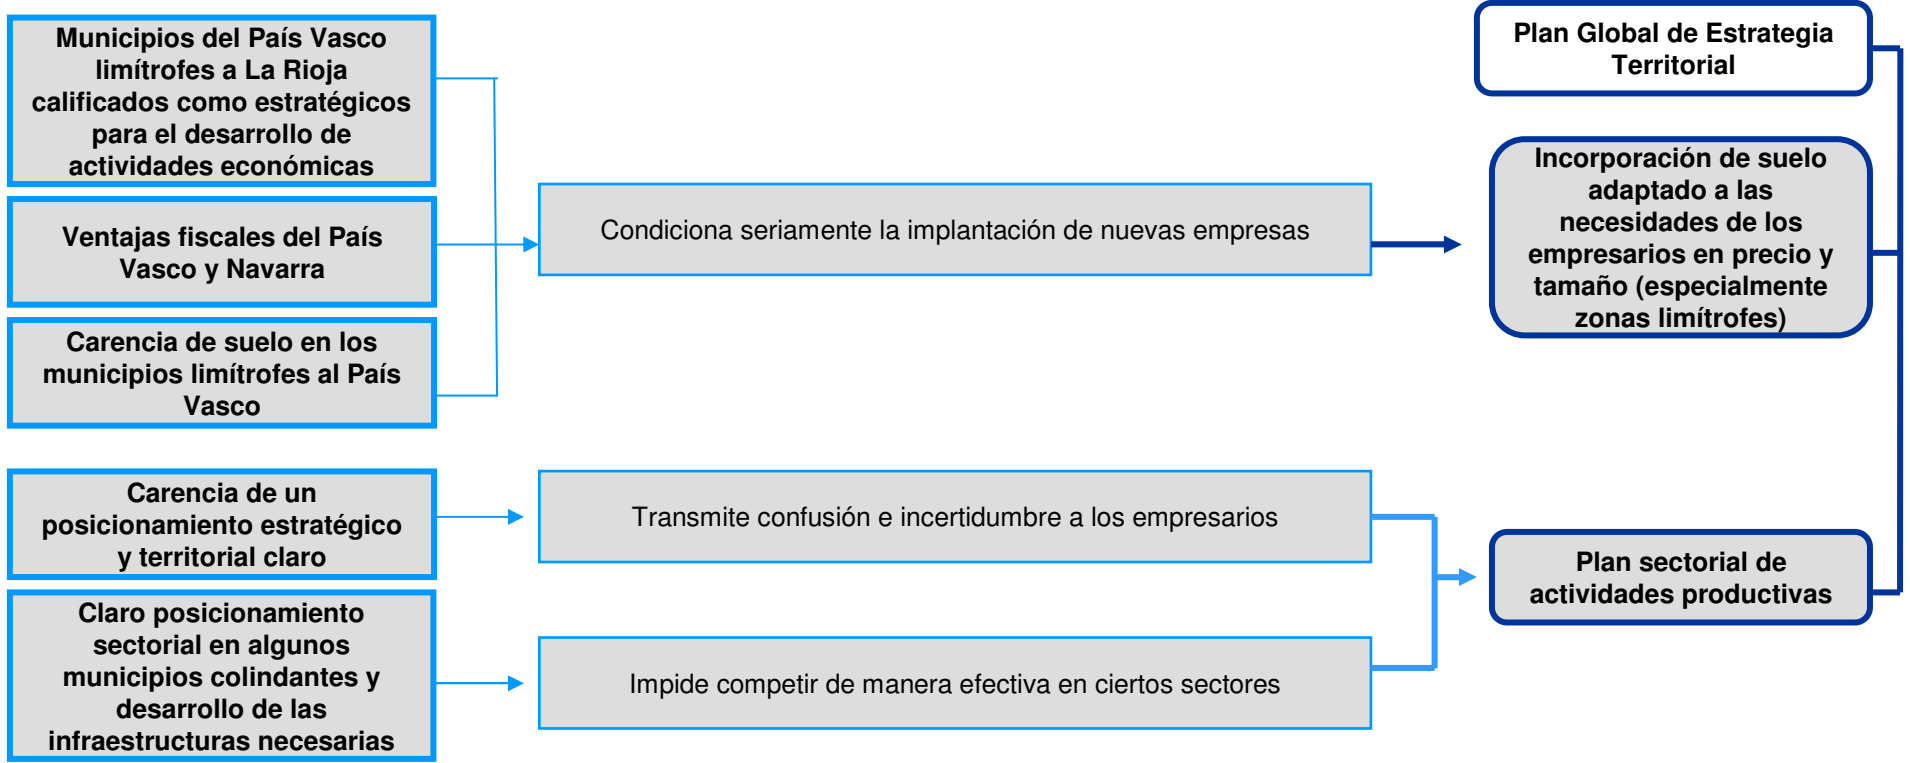 Municipios del País Vasco
limítrofes a La Rioja
calificados como estratégicos
para el desarrollo de
actividades económicas
Ventajas fiscales del País
Vasco y Navarra
Carencia de suelo en los
municipios limítrofes al País
Vasco
Condiciona seriamente la implantación de nuevas empresas
Plan Global de Estrategia
Territorial
Incorporación de suelo
adaptado a las
necesidades de los
empresarios en precio y
tamaño (especialmente
zonas limítrofes)
Carencia de un
posicionamiento estratégico
y territorial claro
Claro posicionamiento
sectorial en algunos
municipios colindantes y
desarrollo de las
infraestructuras necesarias
Transmite confusión e incertidumbre a los empresarios
Impide competir de manera efectiva en ciertos sectores
Plan sectorial de
actividades productivas